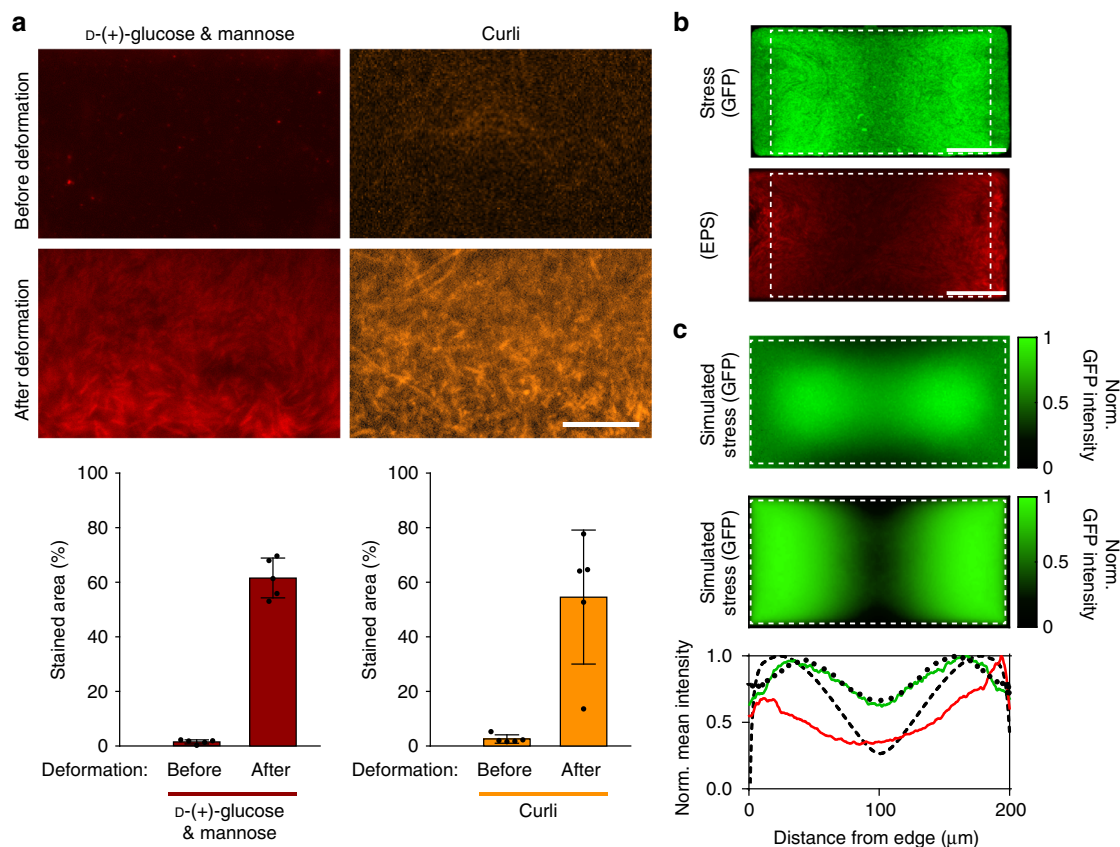 a
D-(+)-glucose & mannose
Curli
Before deformation
After deformation
100
80
60
40
20
0
Stained area (%)
Deformation:
Before
After
D-(+)-glucose
& mannose
100
80
60
40
20
0
Stained area (%)
Before
After
Curli
b
Stress
(GFP)
(EPS)
c
Simulated
stress (GFP)
1
0.5
0
Norm.
GFP intensity
Simulated
stress (GFP)
1
0.5
0
Norm.
GFP intensity
Norm. mean intensity
1.0
0.5
0.0
0
100
200
Distance from edge (μm)